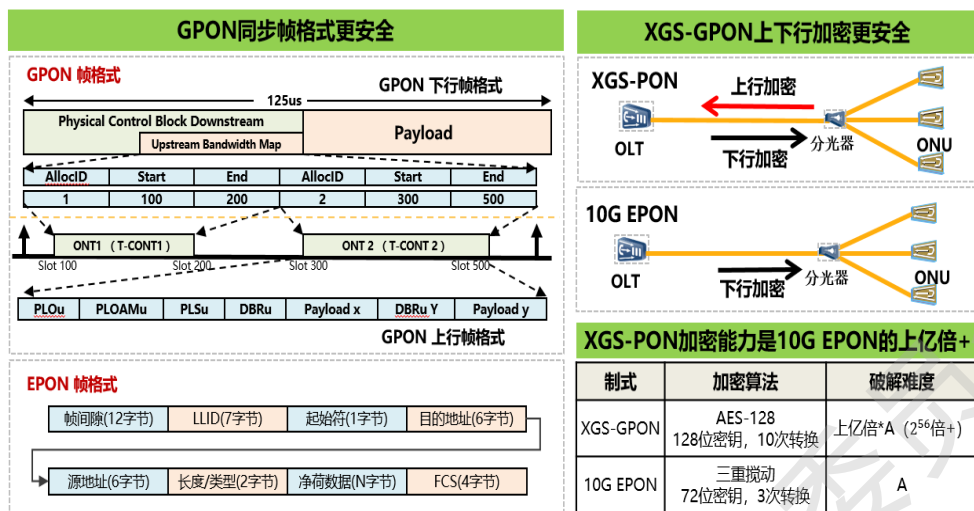 GPON同步帧格式更安全
GPON 帧格式
GPON 下行帧格式
125us
Physical Control Block Downstream
Upstream Bandwidth Map
Payload
AllocID Start End AllocID Start End
1 100 200 2 300 500
ONT1 （T-CONT1） ONT 2 （T-CONT 2）
Slot 100 Slot 200 Slot 300 Slot 500
PLOu PLOAMu PLSu DBRu Payload x DBRu Y Payload y
GPON 上行帧格式
EPON 帧格式
帧间隙(12字节) LLID(7字节) 起始符(1字节) 目的地址(6字节)
源地址(6字节) 长度/类型(2字节) 净荷数据(N字节) FCS(4字节)
XGS-GPON上下行加密更安全
XGS-PON
上行加密
OLT
下行加密
分光器
ONU
10G EPON
OLT
下行加密
分光器
ONU
XGS-PON加密能力是10G EPON的上亿倍+
制式 加密算法 破解难度
XGS-GPON AES-128 上亿倍*A（2^56倍+）
128位密钥，10次转换
10G EPON 三重搅动 A
72位密钥，3次转换